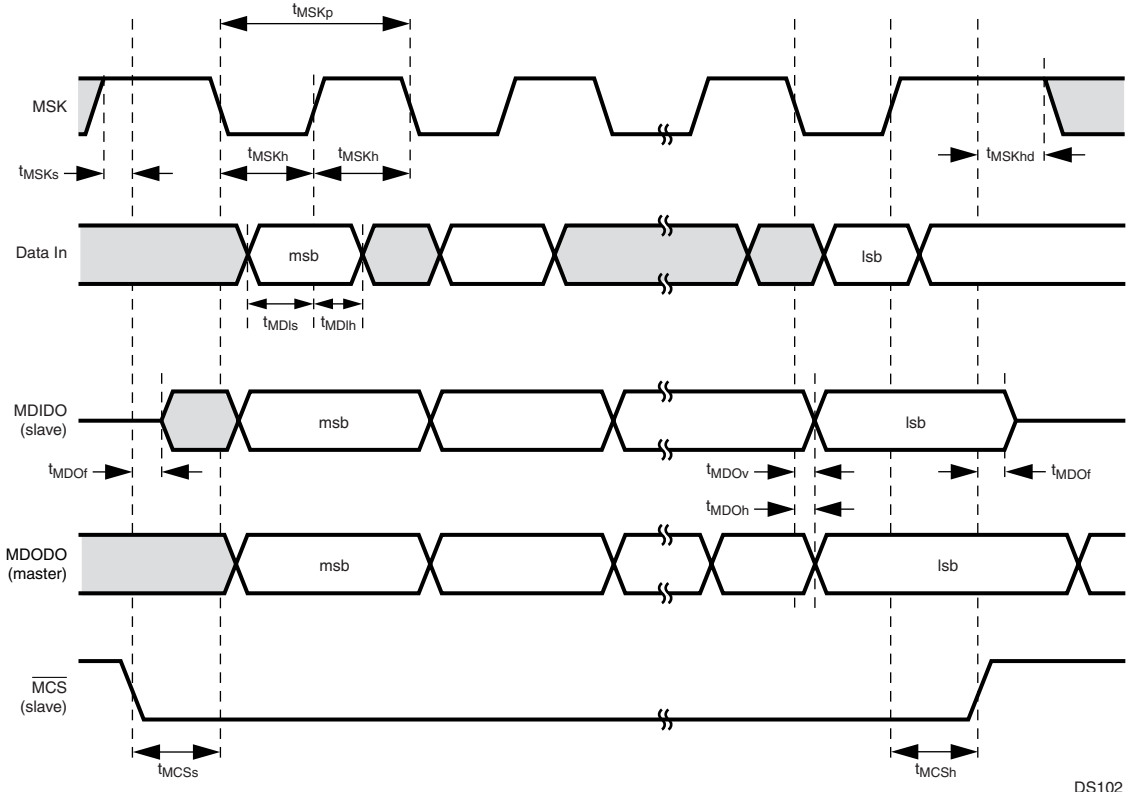 tMSKp
MSK
tMSKs
tMSKh
tMSKh
tMSKhd
Data In
msb
lsb
tMDIs
tMDIh
MDIDO
(slave)
msb
lsb
tMDOf
tMDOv
tMDOf
tMDOh
MDODO
(master)
msb
lsb
MCS
(slave)
tMCSs
tMCSh
DS102